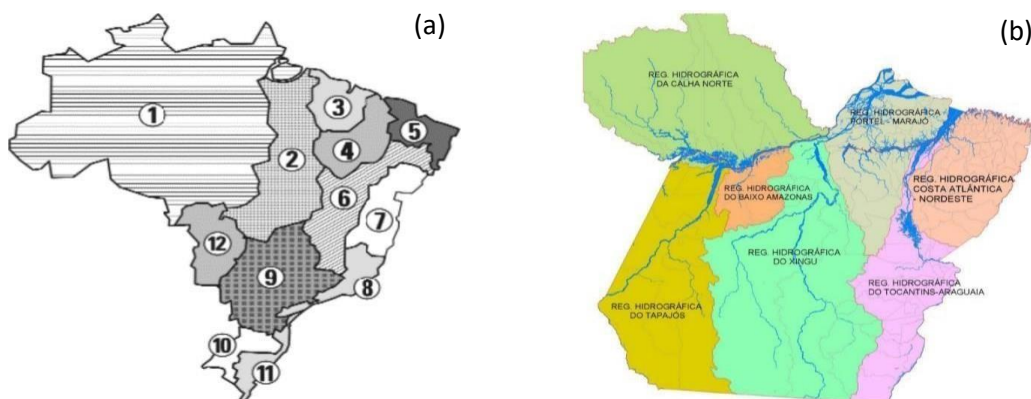 (a)
1
2
3
4
5
6
7
8
9
10
11
12
(b)
REG. HIDROGRÁFICA
DA CALHA NORTE
REG. HIDROGRÁFICA
PORTEL - MARAJÓ
REG. HIDROGRÁFICA
DO BAIXO AMAZONAS
REG. HIDROGRÁFICA
COSTA ATLÂNTICA
- NORDESTE
REG. HIDROGRÁFICA
DO XINGU
REG. HIDROGRÁFICA
DO TAPAJÓS
REG. HIDROGRÁFICA
DO TOCANTINS-ARAGUAIA